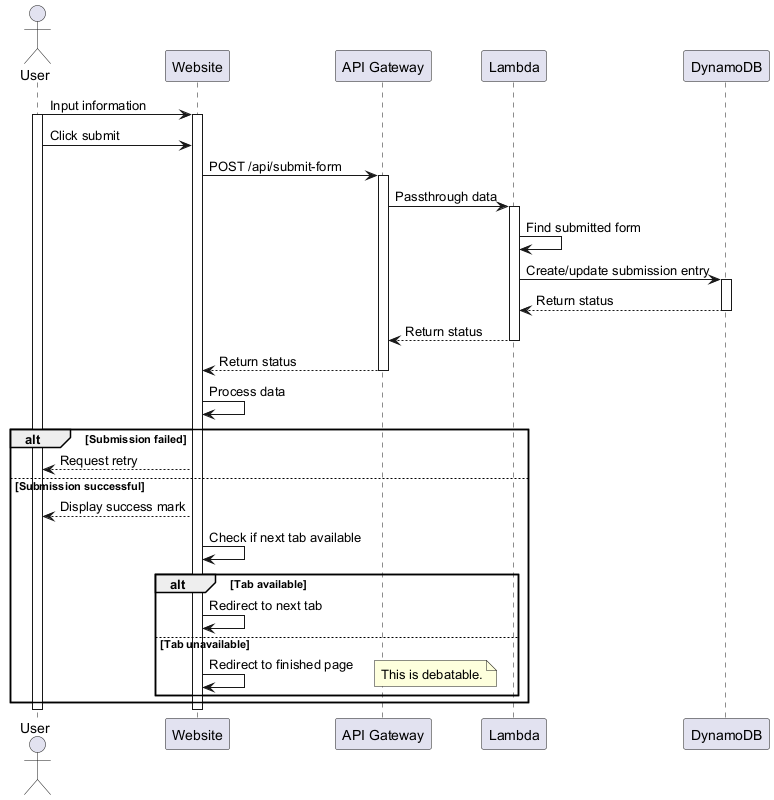 User
Website
API Gateway
Lambda
DynamoDB
Input information
Click submit
POST /api/submit-form
Passthrough data
Find submitted form
Create/update submission entry
Return status
Return status
Return status
Process data
alt
[Submission failed]
Request retry
[Submission successful]
Display success mark
Check if next tab available
alt
[Tab available]
Redirect to next tab
[Tab unavailable]
Redirect to finished page
This is debatable.
User
Website
API Gateway
Lambda
DynamoDB